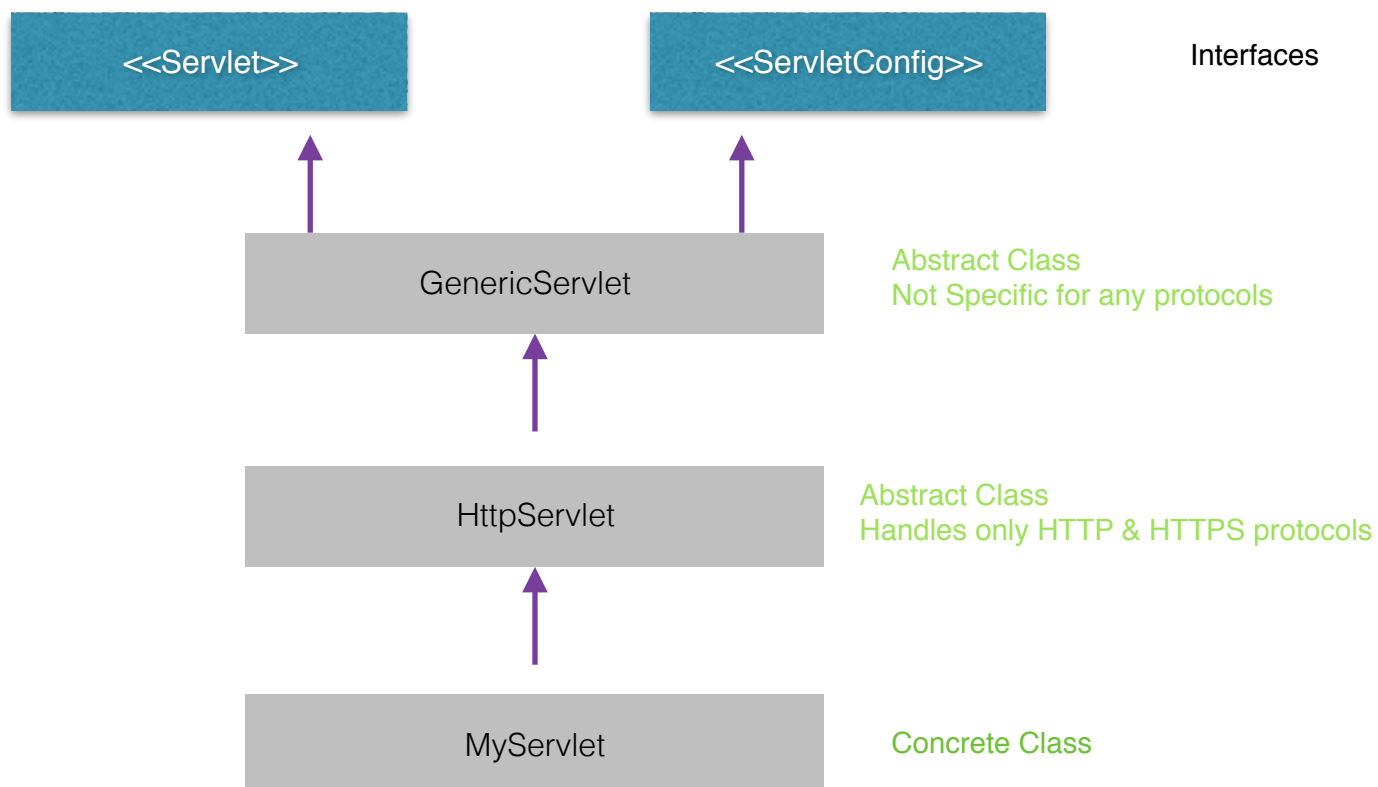 <<Servlet>>
<<ServletConfig>>
Interfaces
GenericServlet
Abstract Class
Not Specific for any protocols
HttpServlet
Abstract Class
Handles only HTTP & HTTPS protocols
MyServlet
Concrete Class